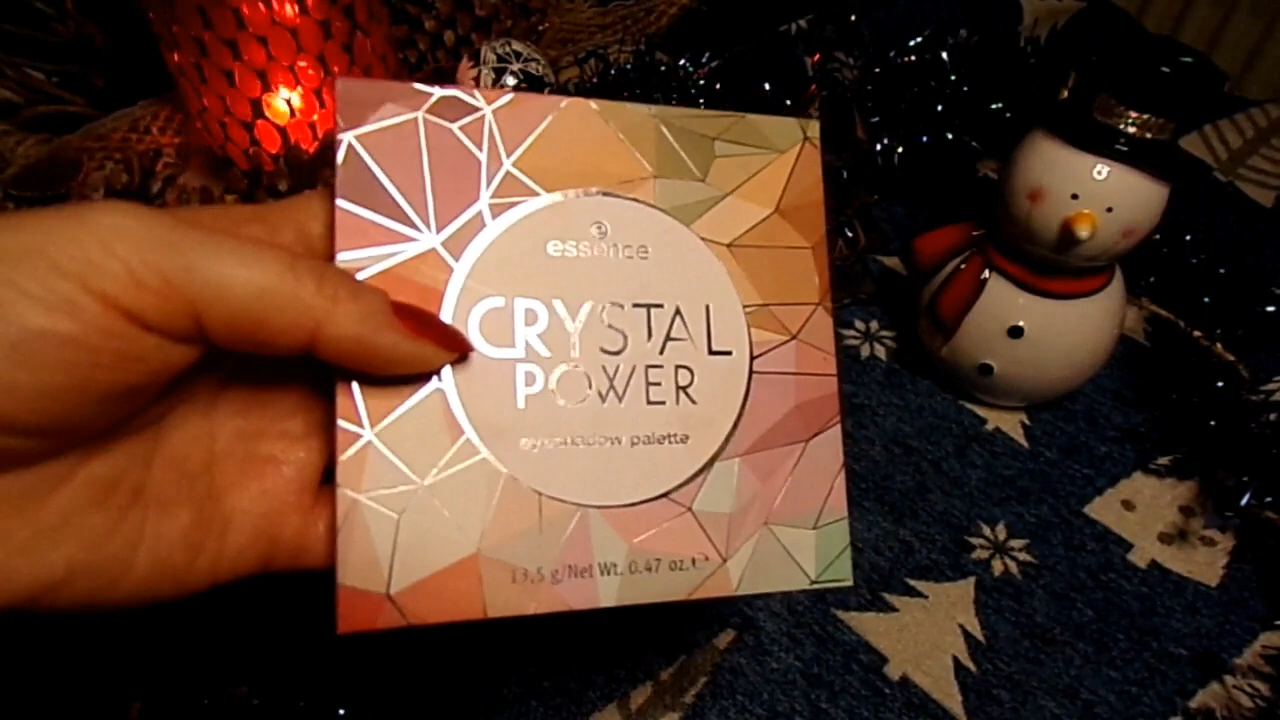 essence
CRYSTAL
POWER
eyeshadow palette
13,5 g/Net Wt. 0.47 oz.℮